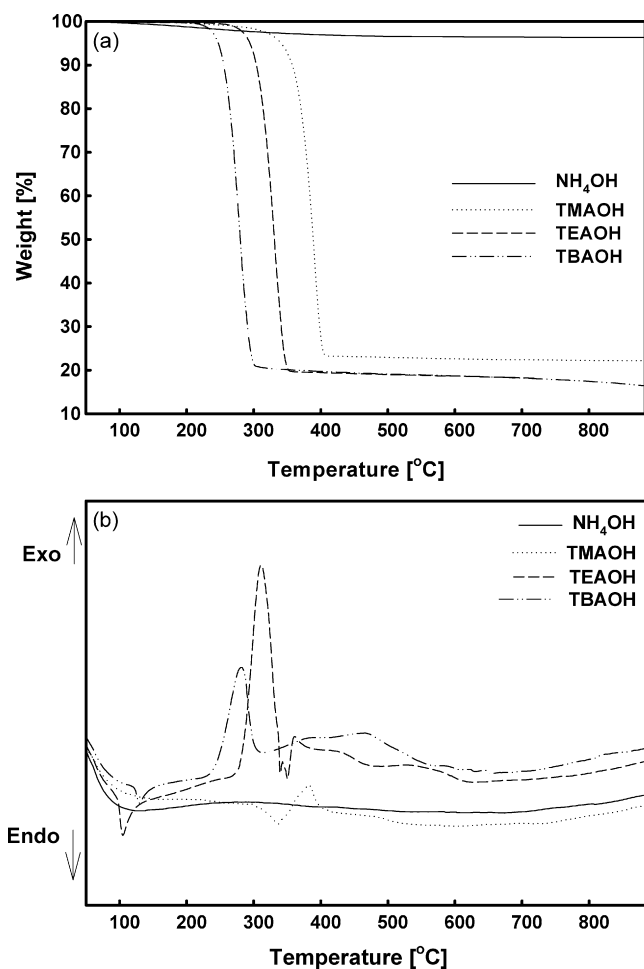 (a)
100
90
80
70
60
50
40
30
20
10
Weight [%]
NH₄OH
TMAOH
TEAOH
TBAOH
100 200 300 400 500 600 700 800
Temperature [°C]
(b)
Exo
Endo
NH₄OH
TMAOH
TEAOH
TBAOH
100 200 300 400 500 600 700 800
Temperature [°C]